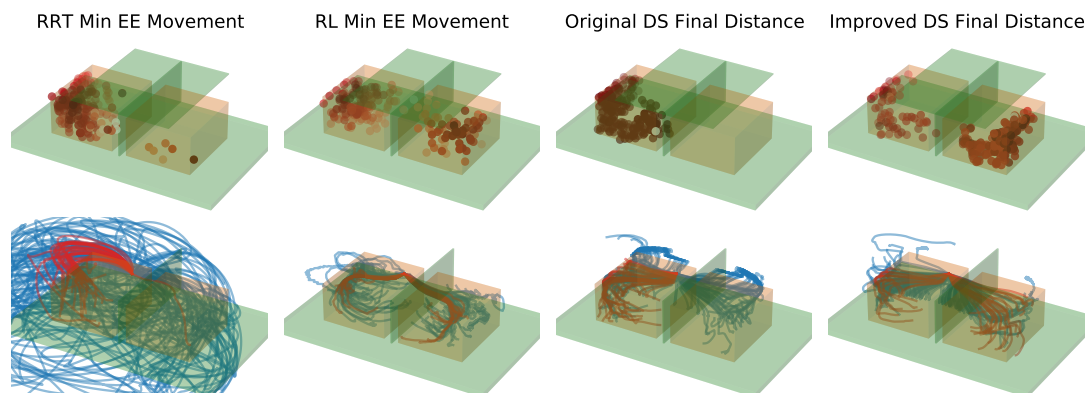 RRT Min EE Movement
RL Min EE Movement
Original DS Final Distance
Improved DS Final Distance